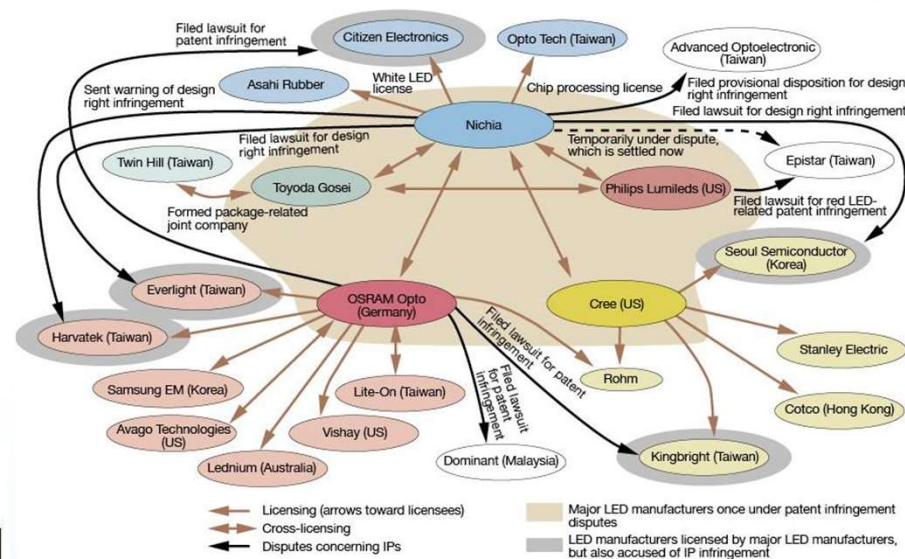 Filed lawsuit for
patent infringement
Citizen Electronics
Opto Tech (Taiwan)
Advanced Optoelectronic
(Taiwan)
Asahi Rubber
White LED
license
Chip processing license
Sent warning of design
right infringement
Filed provisional disposition for design
right infringement
Filed lawsuit for design right infringement
Nichia
Filed lawsuit for design
right infringement
Temporarily under dispute,
which is settled now
Twin Hill (Taiwan)
Toyoda Gosei
Philips Lumileds (US)
Epistar (Taiwan)
Formed package-related
joint company
Filed lawsuit for red LED-
related patent infringement
Seoul Semiconductor
(Korea)
Everlight (Taiwan)
OSRAM Opto
(Germany)
Cree (US)
Harvatek (Taiwan)
Filed lawsuit for patent
infringement
Stanley Electric
Samsung EM (Korea)
Lite-On (Taiwan)
Filed lawsuit
for patent
infringement
Rohm
Avago Technologies
(US)
Vishay (US)
Cotco (Hong Kong)
Lednium (Australia)
Dominant (Malaysia)
Kingbright (Taiwan)
Licensing (arrows toward licensees)
Cross-licensing
Disputes concerning IPs
Major LED manufacturers once under patent infringement
disputes
LED manufacturers licensed by major LED manufacturers,
but also accused of IP infringement